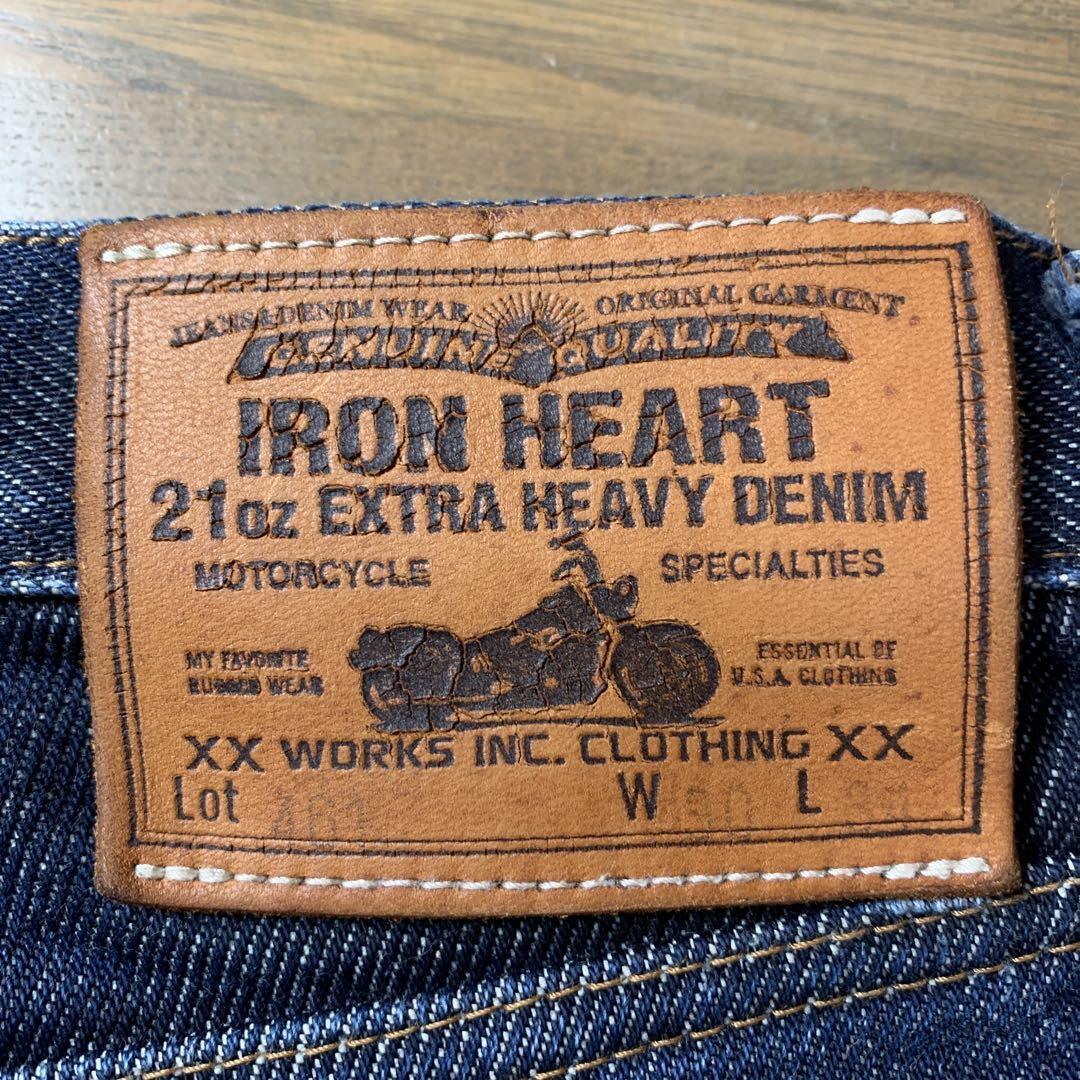 JEANS&DENIM WEAR ORIGINAL GARMENT
GENUINE QUALITY
IRON HEART
21oz EXTRA HEAVY DENIM
MOTORCYCLE SPECIALTIES
MY FAVORITE ESSENTIAL OF
RUGGED WEAR U.S.A. CLOTHING
XX WORKS INC. CLOTHING XX
Lot 461 W L